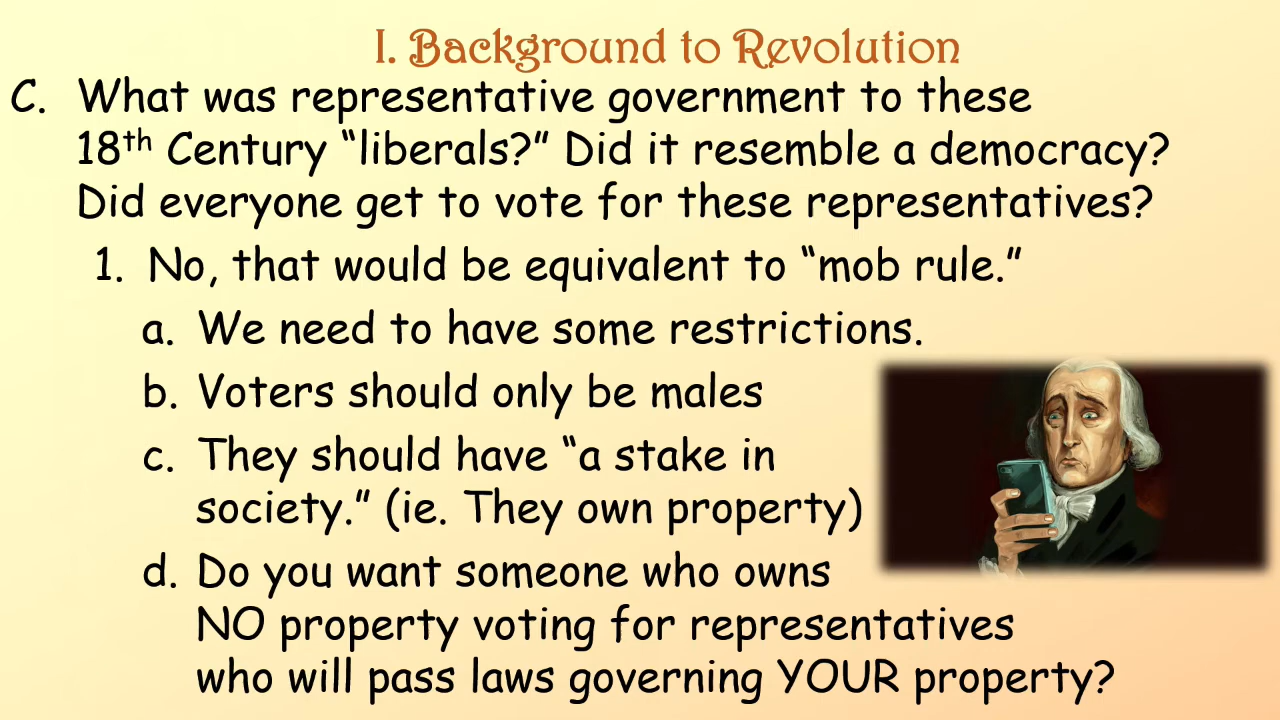 I. Background to Revolution
C. What was representative government to these
18th Century “liberals?” Did it resemble a democracy?
Did everyone get to vote for these representatives?
1. No, that would be equivalent to “mob rule.”
a. We need to have some restrictions.
b. Voters should only be males
c. They should have “a stake in
society.” (ie. They own property)
d. Do you want someone who owns
NO property voting for representatives
who will pass laws governing YOUR property?